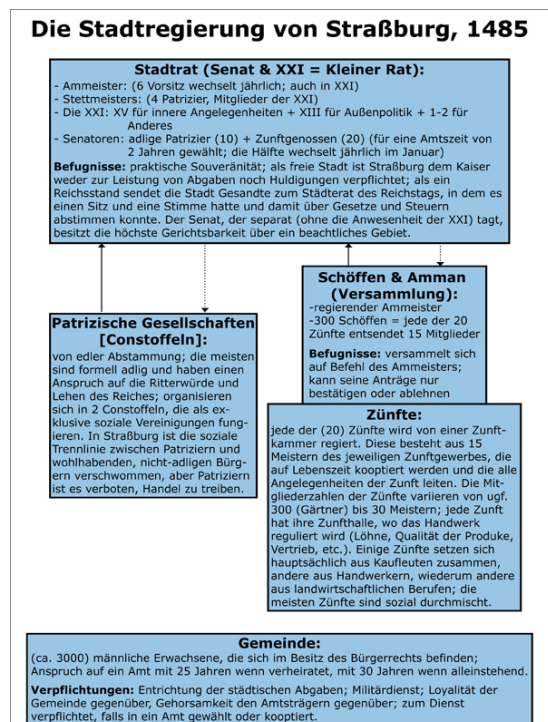 Die Stadtregierung von Straßburg, 1485
Stadtrat (Senat & XXI = Kleiner Rat):
- Ammeister: (6 Vorsitz wechselt jährlich; auch in XXI)
- Stettmeisters: (4 Patrizier, Mitglieder der XXI)
- Die XXI: XV für innere Angelegenheiten + XIII für Außenpolitik + 1-2 für
Anderes
- Senatoren: adlige Patrizier (10) + Zunftgenossen (20) (für eine Amtszeit von
2 Jahren gewählt; die Hälfte wechselt jährlich im Januar)
Befugnisse: praktische Souveränität; als freie Stadt ist Straßburg dem Kaiser
weder zur Leistung von Abgaben noch Huldigungen verpflichtet; als ein
Reichsstand sendet die Stadt Gesandte zum Städterat des Reichstags, in dem es
einen Sitz und eine Stimme hatte und damit über Gesetze und Steuern
abstimmen konnte. Der Senat, der separat (ohne die Anwesenheit der XXI) tagt,
besitzt die höchste Gerichtsbarkeit über ein beachtliches Gebiet.
Patrizische Gesellschaften
[Constoffeln]:
von edler Abstammung; die meisten
sind formell adlig und haben einen
Anspruch auf die Ritterwürde und
Lehen des Reiches; organisieren
sich in 2 Constoffeln, die als ex-
klusive soziale Vereinigungen fung-
ieren. In Straßburg ist die soziale
Trennlinie zwischen Patriziern und
wohlhabenden, nicht-adligen Bür-
gern verschwommen, aber Patriziern
ist es verboten, Handel zu treiben.
Schöffen & Amman
(Versammlung):
-regierender Ammeister
-300 Schöffen = jede der 20
Zünfte entsendet 15 Mitglieder
Befugnisse: versammelt sich
auf Befehl des Ammeisters;
kann seine Anträge nur
bestätigen oder ablehnen
Zünfte:
jede der (20) Zünfte wird von einer Zunft-
kammer regiert. Diese besteht aus 15
Meistern des jeweiligen Zunftgewerbes, die
auf Lebenszeit kooptiert werden und die alle
Angelegenheiten der Zunft leiten. Die Mit-
gliederzahlen der Zünfte variieren von ugf.
300 (Gärtner) bis 30 Meistern; jede Zunft
hat ihre Zunfthalle, wo das Handwerk
reguliert wird (Löhne, Qualität der Produke,
Vertrieb, etc.). Einige Zünfte setzen sich
hauptsächlich aus Kaufleuten zusammen,
andere aus Handwerkern, wiederum andere
aus landwirtschaftlichen Berufen; die
meisten Zünfte sind sozial durchmischt.
Gemeinde:
(ca. 3000) männliche Erwachsene, die sich im Besitz des Bürgerrechts befinden;
Anspruch auf ein Amt mit 25 Jahren wenn verheiratet, mit 30 Jahren wenn alleinstehend.
Verpflichtungen: Entrichtung der städtischen Abgaben; Militärdienst; Loyalität der
Gemeinde gegenüber, Gehorsamkeit den Amtsträgern gegenüber; zum Dienst
verpflichtet, falls in ein Amt gewählt oder kooptiert.